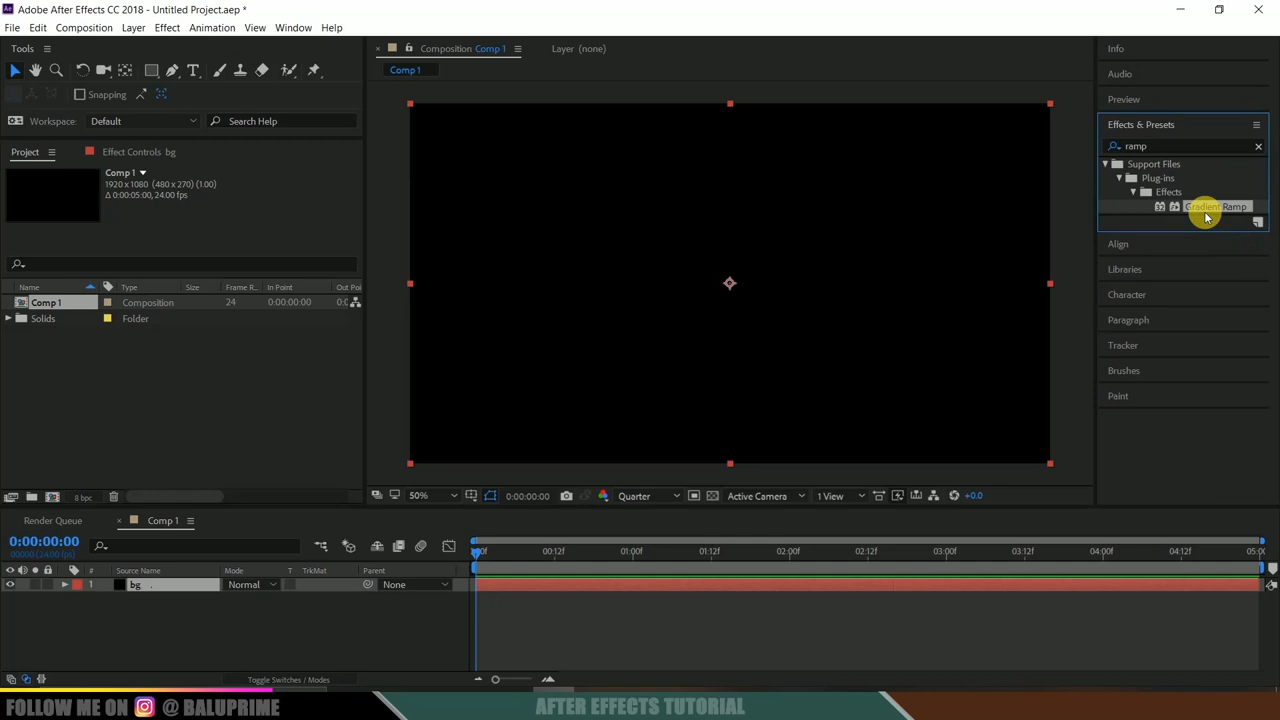 Adobe After Effects CC 2018 - Untitled Project.aep *
File Edit Composition Layer Effect Animation View Window Help
Tools
Snapping
Workspace: Default Search Help
Project Effect Controls bg
Comp 1
1920 x 1080 (480 x 270) (1.00)
Δ 0:00:05:00, 24.00 fps
Name Type Size Frame R... In Point Out Po
Comp 1 Composition 24 0:00:00:00 0:0
Solids Folder
8 bpc
Composition Comp 1 Layer (none)
Comp 1
50% 0:00:00:00 Quarter Active Camera 1 View +0.0
Info
Audio
Preview
Effects & Presets
ramp
Support Files
Plug-ins
Effects
32 Gradient Ramp
Align
Libraries
Character
Paragraph
Tracker
Brushes
Paint
Render Queue Comp 1
0:00:00:00
00000 (24.00 fps)
:00f 00:12f 01:00f 01:12f 02:00f 02:12f 03:00f 03:12f 04:00f 04:12f 05:00
# Source Name Mode T TrkMat Parent
1 bg Normal None
Toggle Switches / Modes
FOLLOW ME ON @ BALUPRIME AFTER EFFECTS TUTORIAL